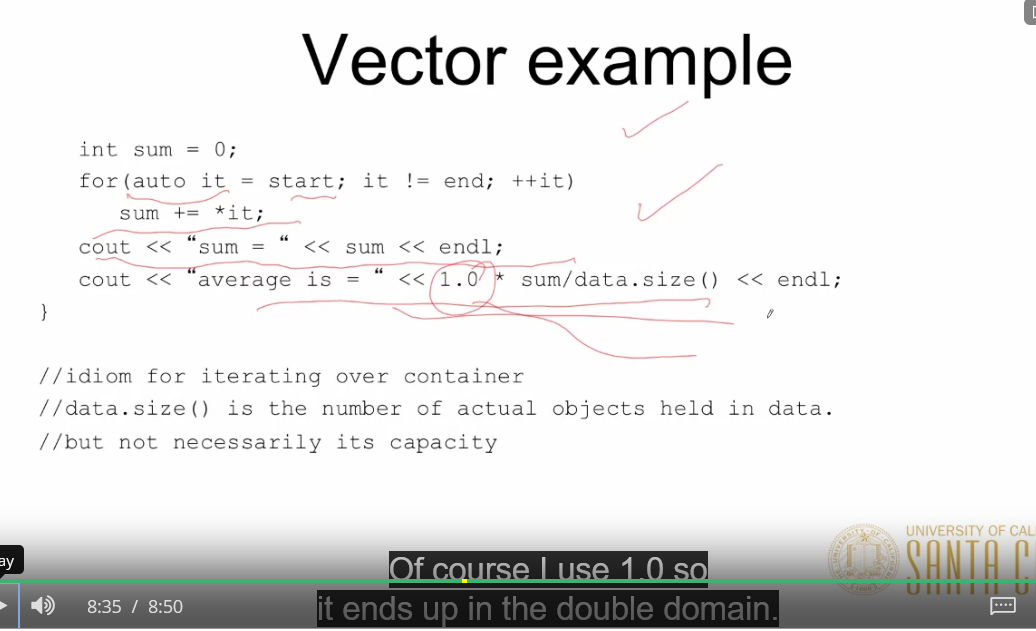 Vector example
int sum = 0;
for(auto it = start; it != end; ++it)
sum += *it;
cout << “sum = “ << sum << endl;
cout << “average is = “ << 1.0 * sum/data.size() << endl;
}
//idiom for iterating over container
//data.size() is the number of actual objects held in data.
//but not necessarily its capacity
UNIVERSITY OF CAL
SANTA C
ay
Of course I use 1.0 so
it ends up in the double domain.
8:35 / 8:50